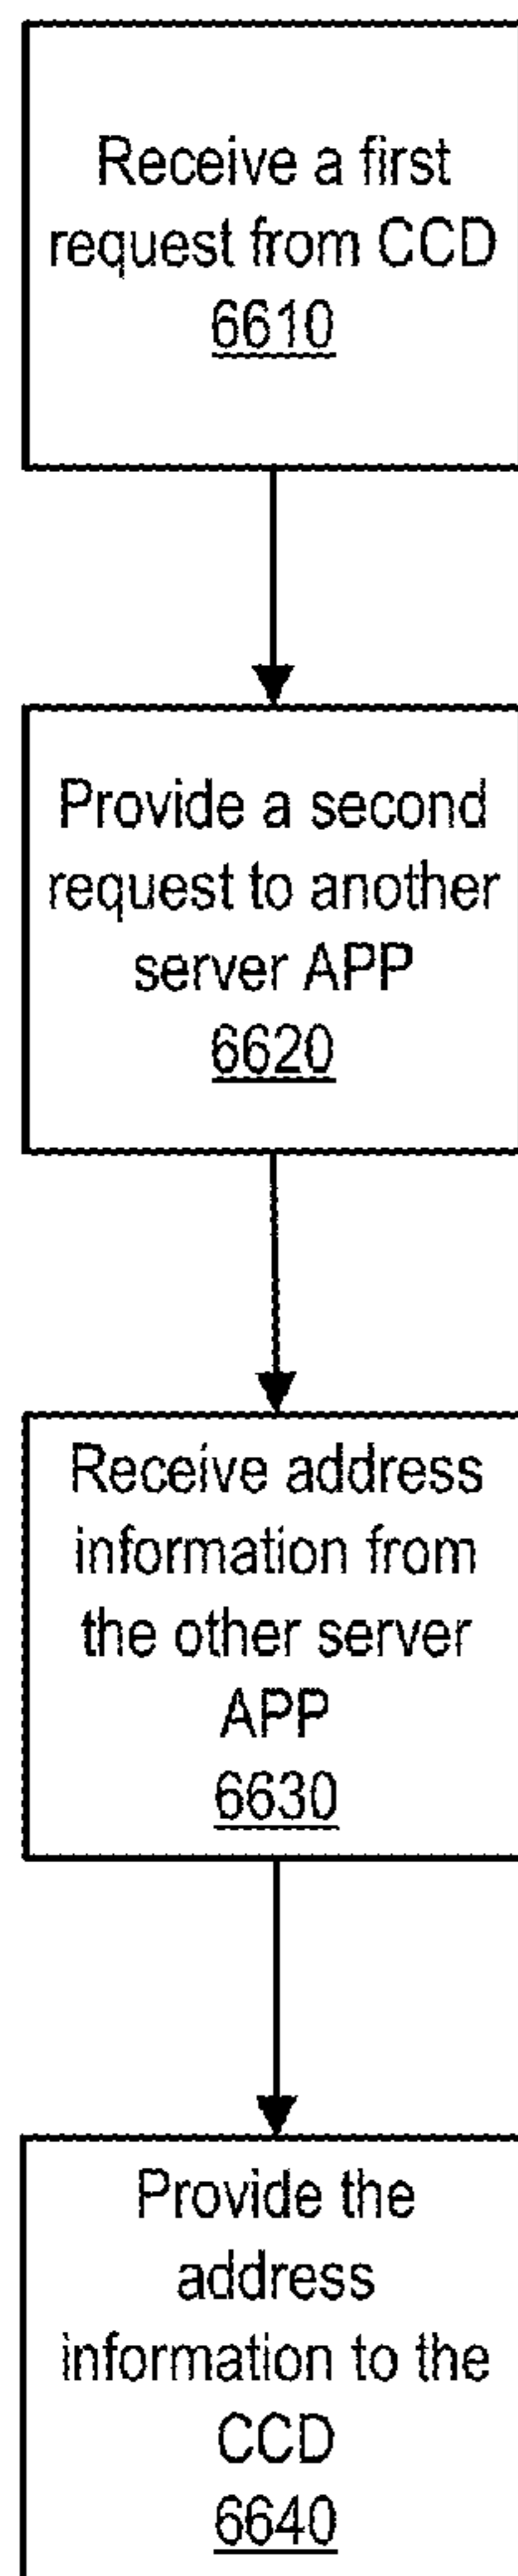 Receive a first
request from CCD
6610
Provide a second
request to another
server APP
6620
Receive address
information from
the other server
APP
6630
Provide the
address
information to the
CCD
6640